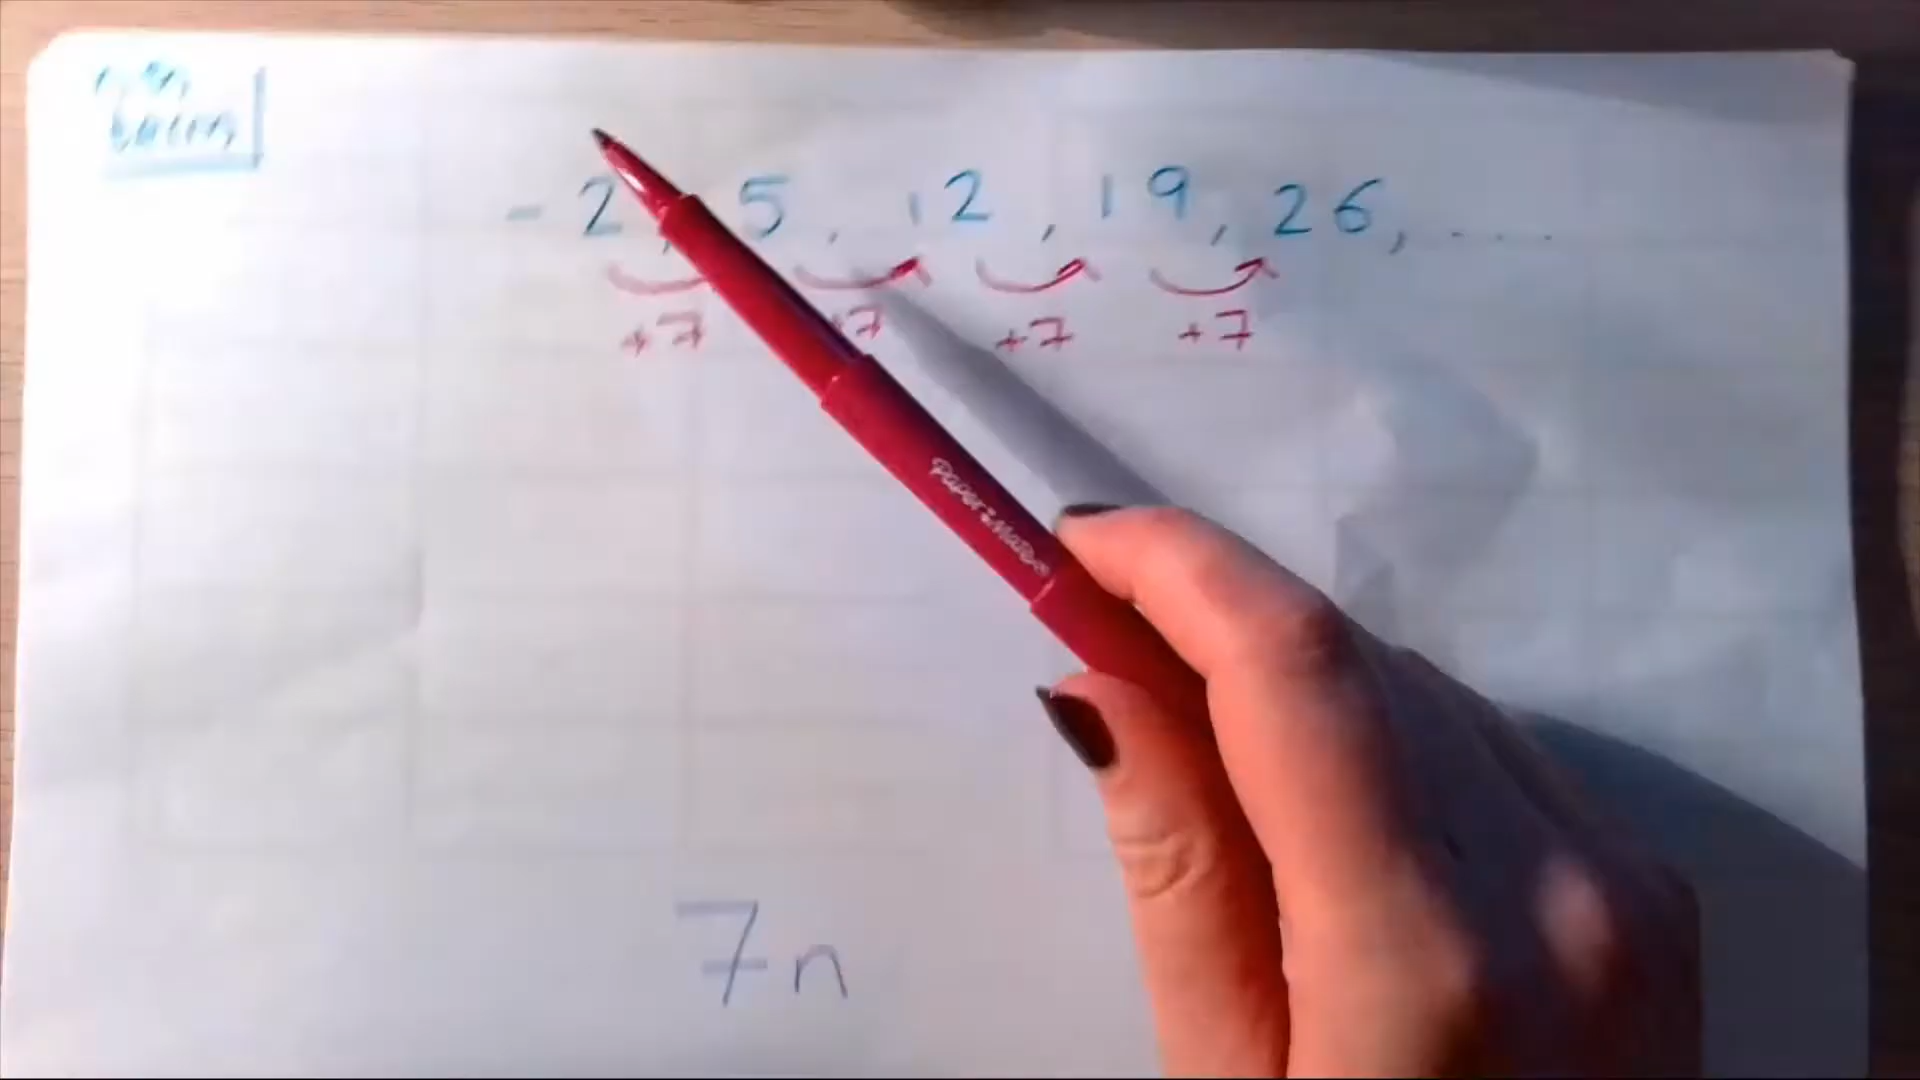 -2, 5, 12, 19, 26, ....
+7 +7 +7 +7
Paper:Mate®
7n